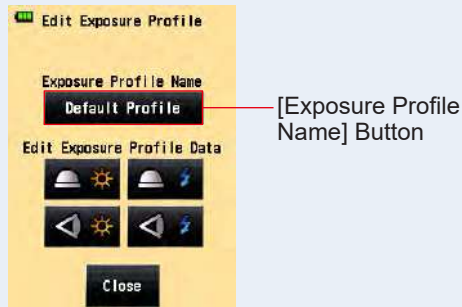 Edit Exposure Profile
Exposure Profile Name
Default Profile
[Exposure Profile
Name] Button
Edit Exposure Profile Data
Close